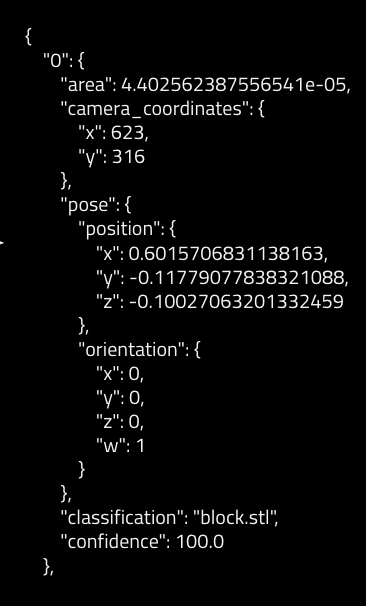 {
"0": {
"area": 4.402562387556541e-05,
"camera_coordinates": {
"x": 623,
"y": 316
},
"pose": {
"position": {
"x": 0.6015706831138163,
"y": -0.11779077838321088,
"z": -0.10027063201332459
},
"orientation": {
"x": 0,
"y": 0,
"z": 0,
"w": 1
}
},
"classification": "block.stl",
"confidence": 100.0
},